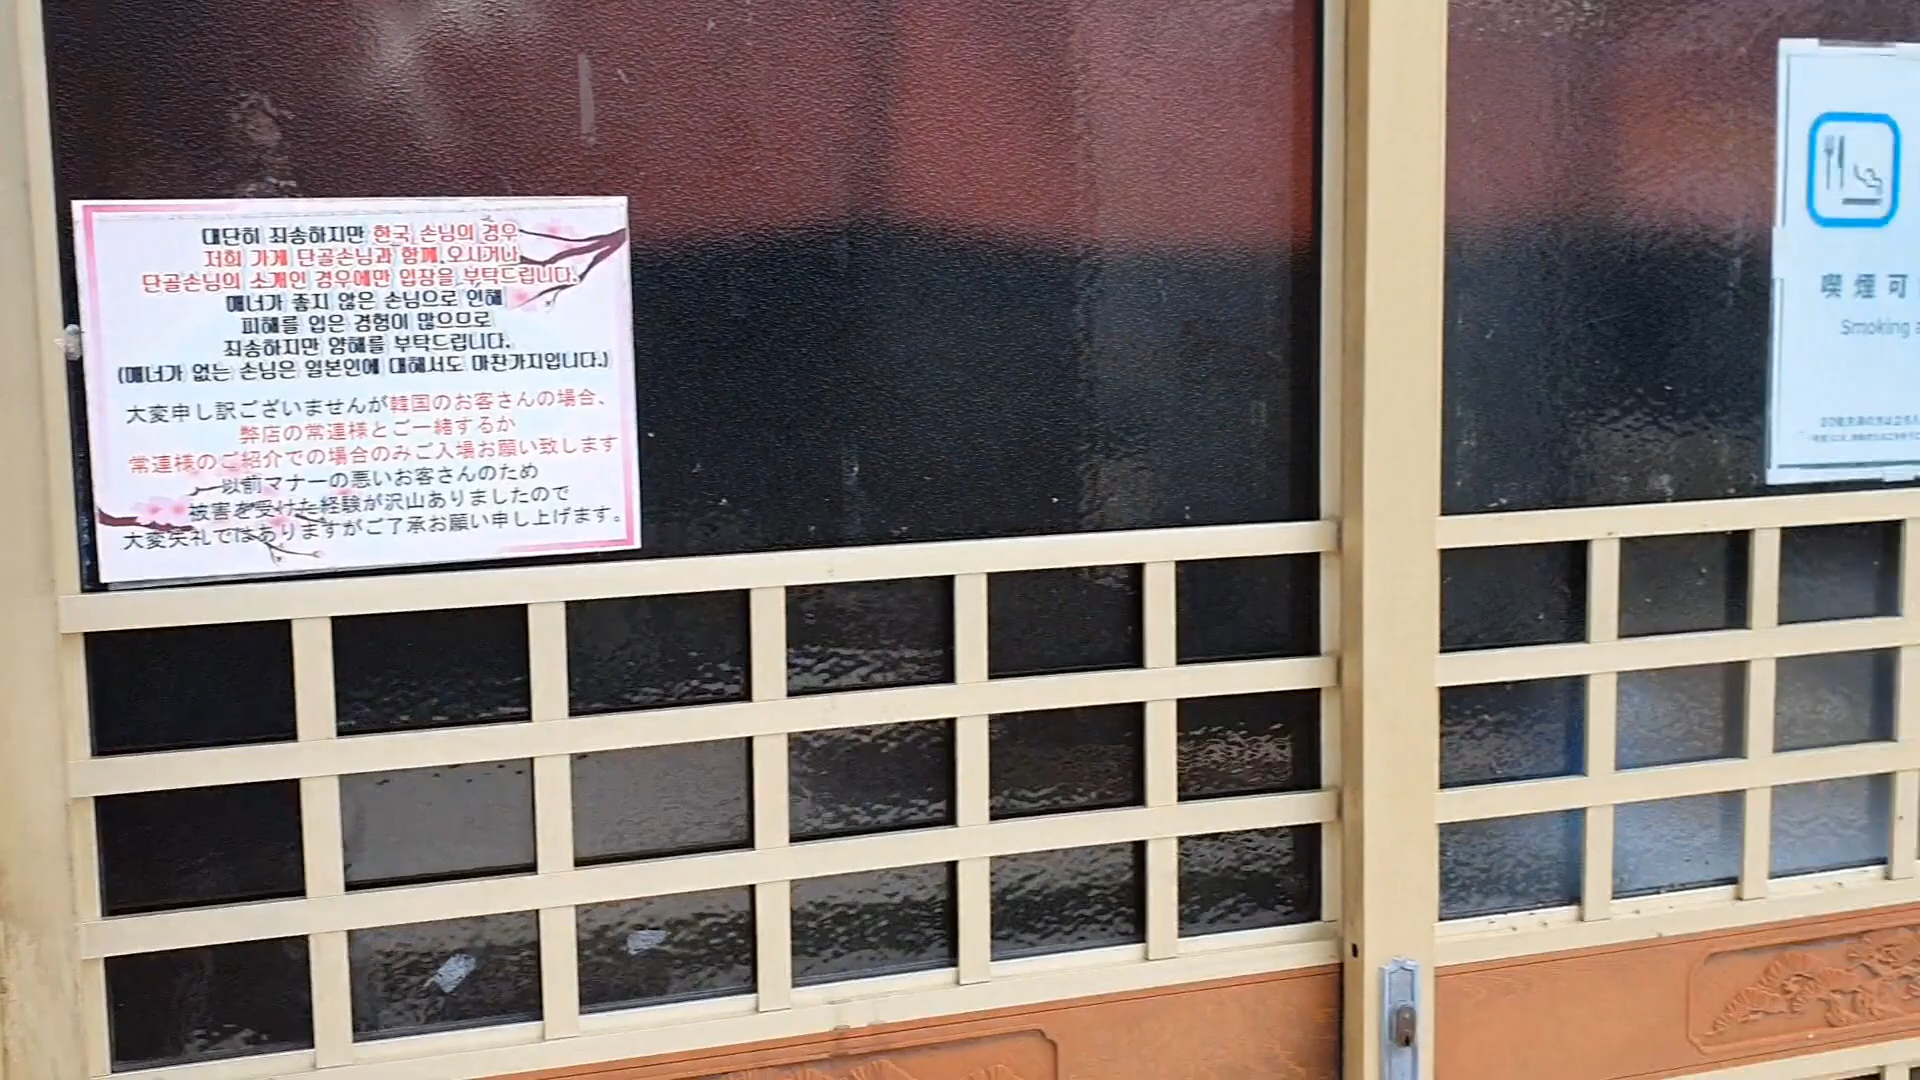 대단히 죄송하지만 한국 손님의 경우
저희 가게 단골손님과 함께 오시거나
단골손님의 소개인 경우에만 입장을 부탁드립니다.
매너가 좋지 않은 손님으로 인해
피해를 입은 경험이 많으므로
죄송하지만 양해를 부탁드립니다.
(매너가 없는 손님은 일본인에 대해서도 마찬가지입니다.)
大変申し訳ございませんが韓国のお客さんの場合、
弊店の常連様とご一緒するか
常連様のご紹介での場合のみご入場お願い致します
以前マナーの悪いお客さんのため
被害を受けた経験が沢山ありましたので
大変失礼ではありますがご了承お願い申し上げます。
喫煙可
Smoking